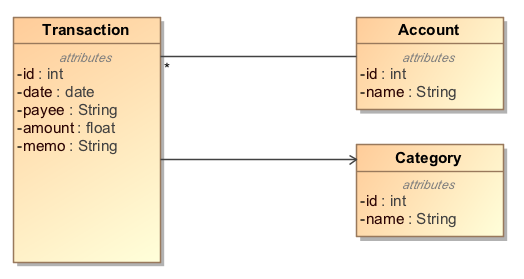 Transaction
attributes
-id : int
-date : date
-payee : String
-amount : float
-memo : String
*
Account
attributes
-id : int
-name : String
Category
attributes
-id : int
-name : String